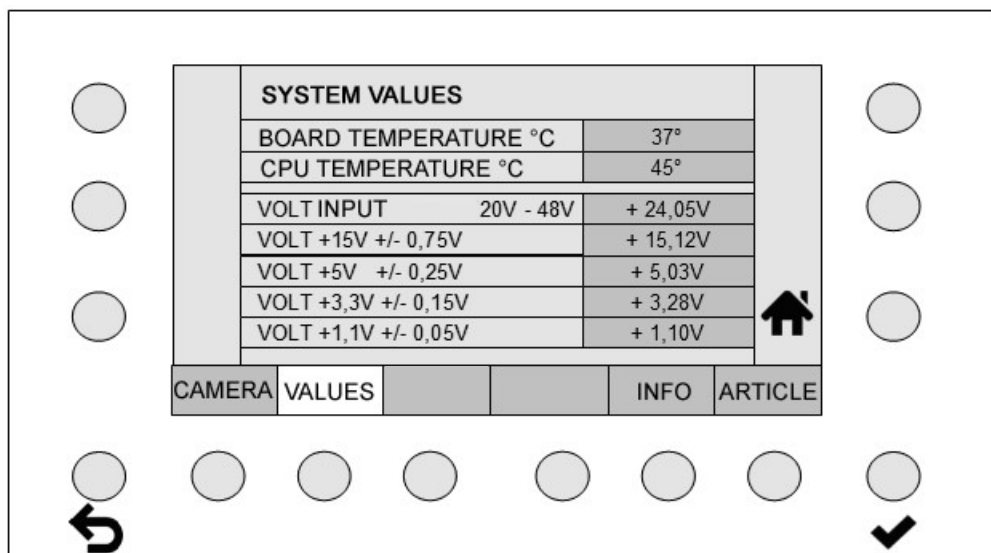 SYSTEM VALUES
BOARD TEMPERATURE °C 37°
CPU TEMPERATURE °C 45°
VOLT INPUT 20V - 48V + 24,05V
VOLT +15V +/- 0,75V + 15,12V
VOLT +5V +/- 0,25V + 5,03V
VOLT +3,3V +/- 0,15V + 3,28V
VOLT +1,1V +/- 0,05V + 1,10V
CAMERA VALUES INFO ARTICLE